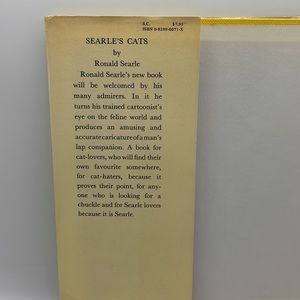 S.C. $7.95
ISBN 0-8289-0071-X
SEARLE'S CATS
by
Ronald Searle
Ronald Searle's new book
will be welcomed by his
many admirers. In it he
turns his trained cartoonist's
eye on the feline world and
produces an amusing and
accurate caricature of a man's
lap companion. A book for
cat-lovers, who will find their
own favourite somewhere,
for cat-haters, because it
proves their point, for any-
one who is looking for a
chuckle and for Searle lovers
because it is Searle.